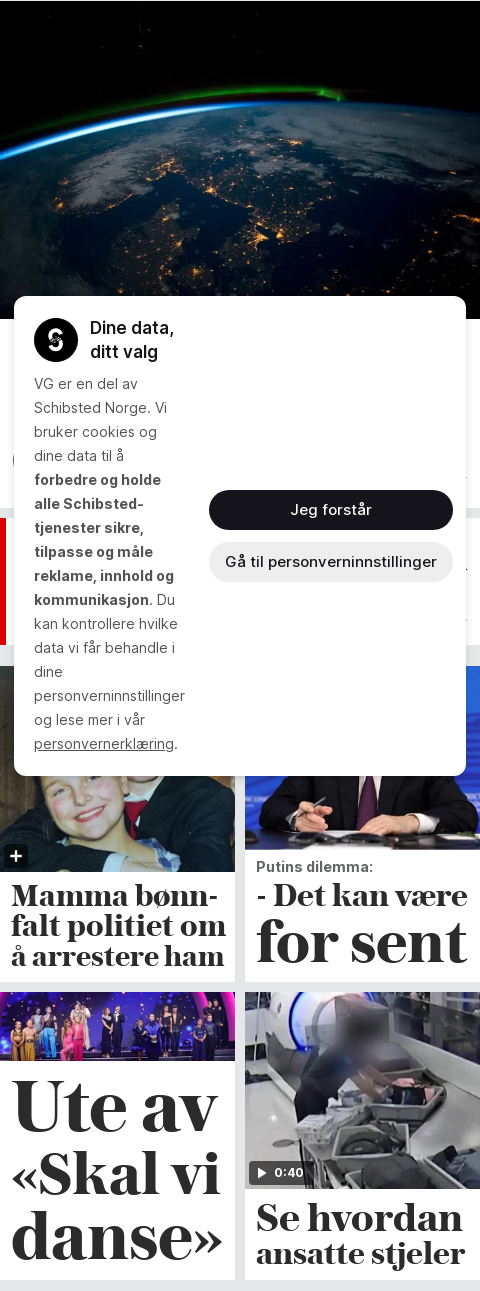 Dine data,
ditt valg
VG er en del av
Schibsted Norge. Vi
bruker cookies og
dine data til å
forbedre og holde
alle Schibsted-
tjenester sikre,
tilpasse og måle
reklame, innhold og
kommunikasjon. Du
kan kontrollere hvilke
data vi får behandle i
dine
personverninnstillinger
og lese mer i vår
personvernerklæring.
Jeg forstår
Gå til personverninnstillinger
Mamma bønn-
falt politiet om
å arrestere ham
Putins dilemma:
- Det kan være
for sent
Ute av
«Skal vi
danse»
0:40
Se hvordan
ansatte stjeler